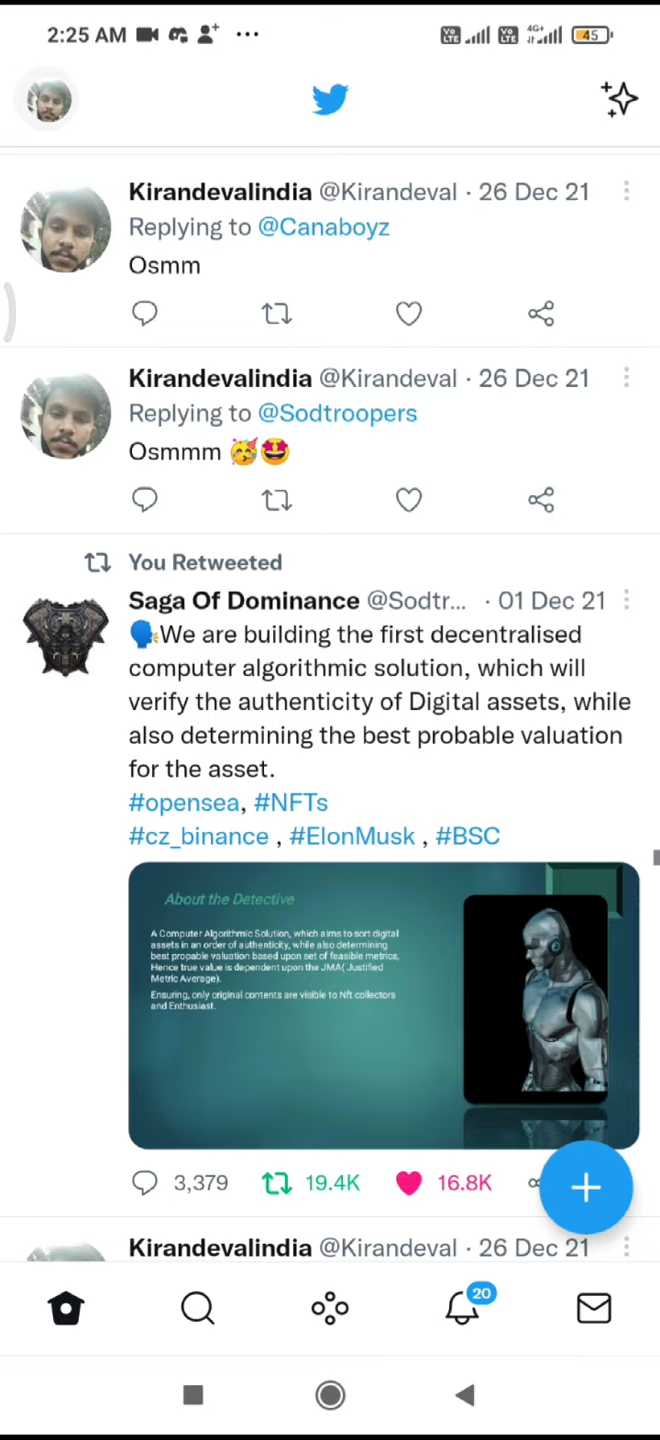 2:25 AM
VO LTE VO LTE 4G+ 45
Kirandevalindia @Kirandeval · 26 Dec 21
Replying to @Canaboyz
Osmm
Kirandevalindia @Kirandeval · 26 Dec 21
Replying to @Sodtroopers
Osmmm 🥳🤩
You Retweeted
Saga Of Dominance @Sodtr... · 01 Dec 21
🗣️We are building the first decentralised
computer algorithmic solution, which will
verify the authenticity of Digital assets, while
also determining the best probable valuation
for the asset.
#opensea, #NFTs
#cz_binance , #ElonMusk , #BSC
About the Detective
A Computer Algorithmic Solution, which aims to sort digital
assets in an order of authenticity, while also determining
best propable valuation based upon set of feasible metrics,
Hence true value is dependent upon the JMA( Justified
Metric Average).
Ensuring, only original contents are visible to Nft collectors
and Enthusiast.
3,379 19.4K 16.8K
Kirandevalindia @Kirandeval · 26 Dec 21
20